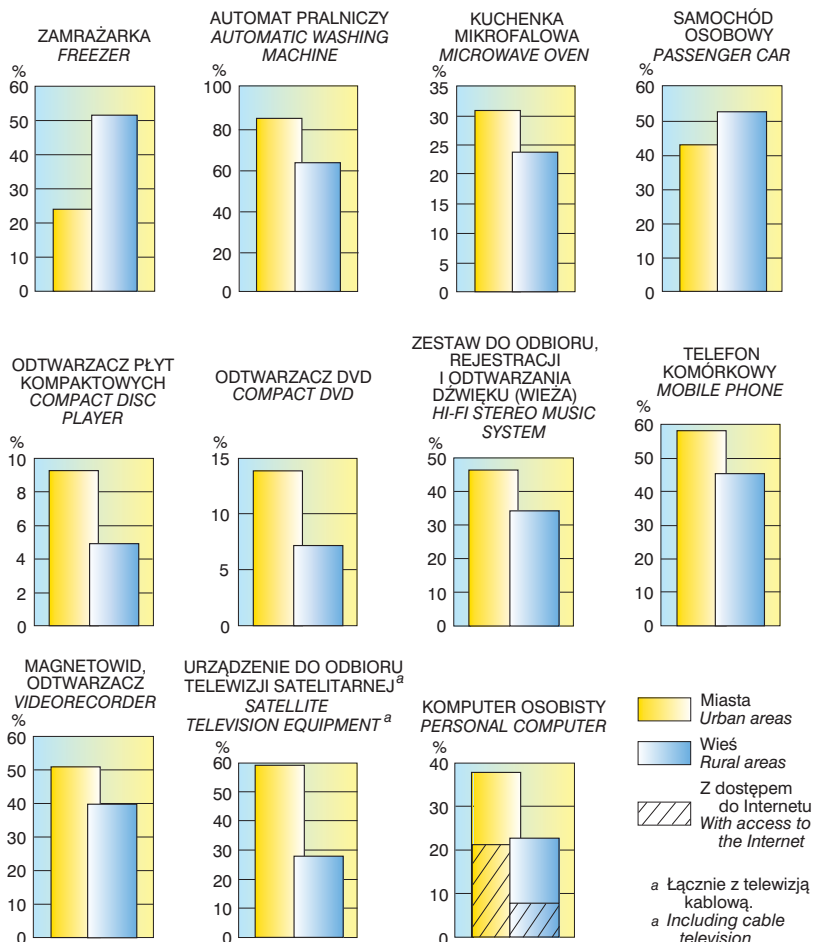 ZAMRAŻARKA
FREEZER
%
60
50
40
30
20
10
0
AUTOMAT PRALNICZY
AUTOMATIC WASHING
MACHINE
%
100
80
60
40
20
0
KUCHENKA
MIKROFALOWA
MICROWAVE OVEN
%
35
30
25
20
15
10
5
0
SAMOCHÓD
OSOBOWY
PASSENGER CAR
%
60
50
40
30
20
10
0
ODTWARZACZ PŁYT
KOMPAKTOWYCH
COMPACT DISC
PLAYER
%
10
8
6
4
2
0
ODTWARZACZ DVD
COMPACT DVD
%
15
10
5
0
ZESTAW DO ODBIORU,
REJESTRACJI
I ODTWARZANIA
DŹWIĘKU (WIEŻA)
HI-FI STEREO MUSIC
SYSTEM
%
50
40
30
20
10
0
TELEFON
KOMÓRKOWY
MOBILE PHONE
%
60
50
40
30
20
10
0
MAGNETOWID,
ODTWARZACZ
VIDEORECORDER
%
60
50
40
30
20
10
0
URZĄDZENIE DO ODBIORU
TELEWIZJI SATELITARNEJ a
SATELLITE
TELEVISION EQUIPMENT a
%
60
50
40
30
20
10
0
KOMPUTER OSOBISTY
PERSONAL COMPUTER
%
40
30
20
10
0
Miasta
Urban areas
Wieś
Rural areas
Z dostępem
do Internetu
With access to
the Internet
a Łącznie z telewizją
kablową.
a Including cable
television